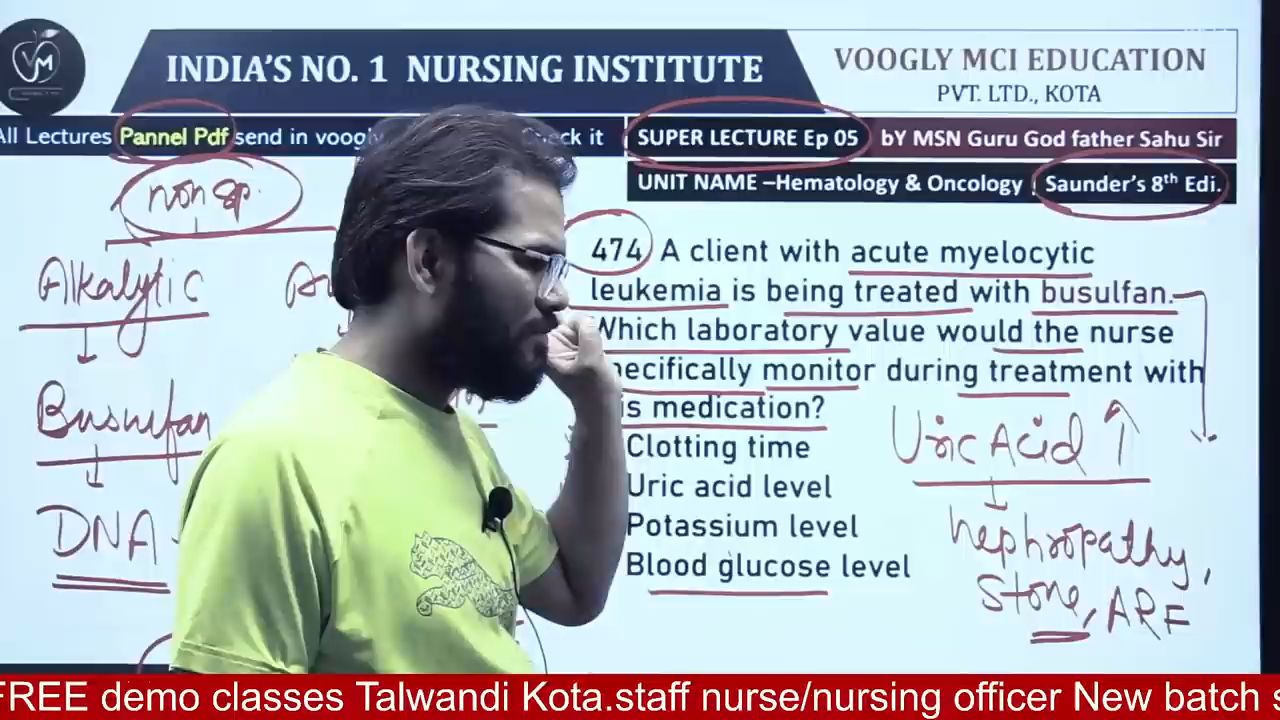 INDIA'S NO. 1 NURSING INSTITUTE
VOOGLY MCI EDUCATION
PVT. LTD., KOTA
VM
All Lectures Pannel Pdf send in voogly
eck it
SUPER LECTURE Ep 05
bY MSN Guru God father Sahu Sir
UNIT NAME –Hematology & Oncology
Saunder's 8th Edi.
non sp.
Alkalytic
Busulfan
DNA
474 A client with acute myelocytic
leukemia is being treated with busulfan.
Which laboratory value would the nurse
pecifically monitor during treatment with
is medication?
Clotting time
Uric acid level
Potassium level
Blood glucose level
Uric Acid ↑
Nephropathy,
Stone, ARF
FREE demo classes Talwandi Kota.staff nurse/nursing officer New batch s